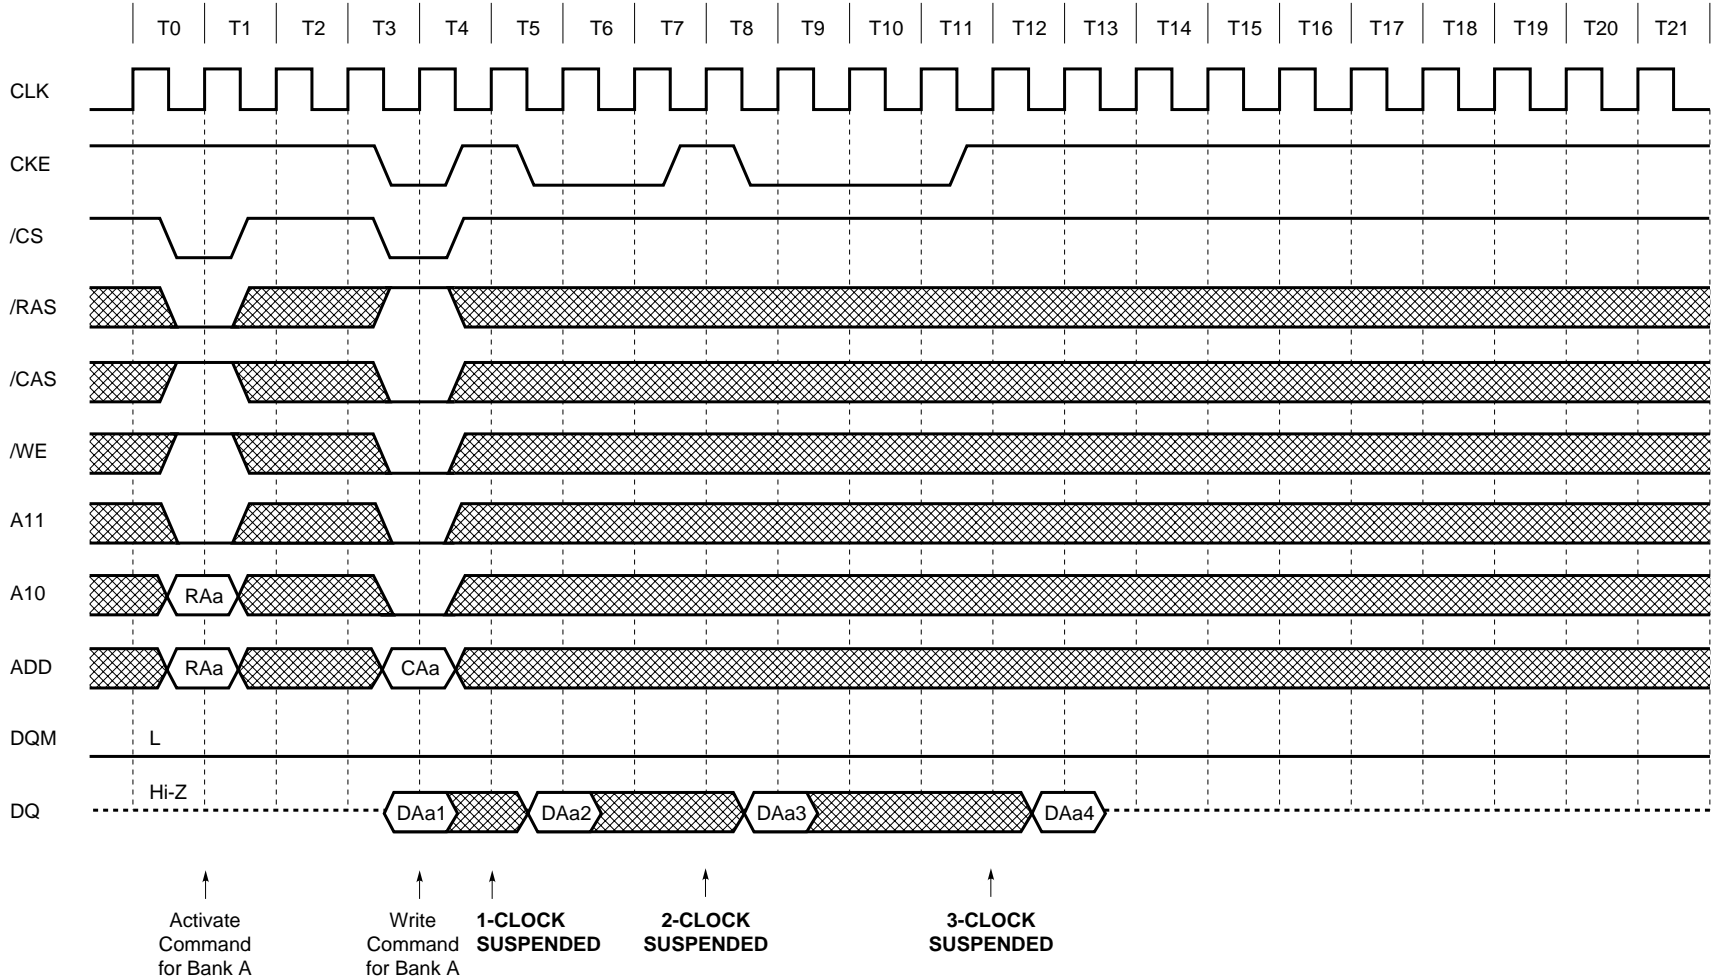 T0 T1 T2 T3 T4 T5 T6 T7 T8 T9 T10 T11 T12 T13 T14 T15 T16 T17 T18 T19 T20 T21
CLK
CKE
/CS
/RAS
/CAS
/WE
A11
A10 RAa
ADD RAa CAa
DQM L
Hi-Z
DQ DAa1 DAa2 DAa3 DAa4
Activate
Command
for Bank A
Write
Command
for Bank A
1-CLOCK
SUSPENDED
2-CLOCK
SUSPENDED
3-CLOCK
SUSPENDED